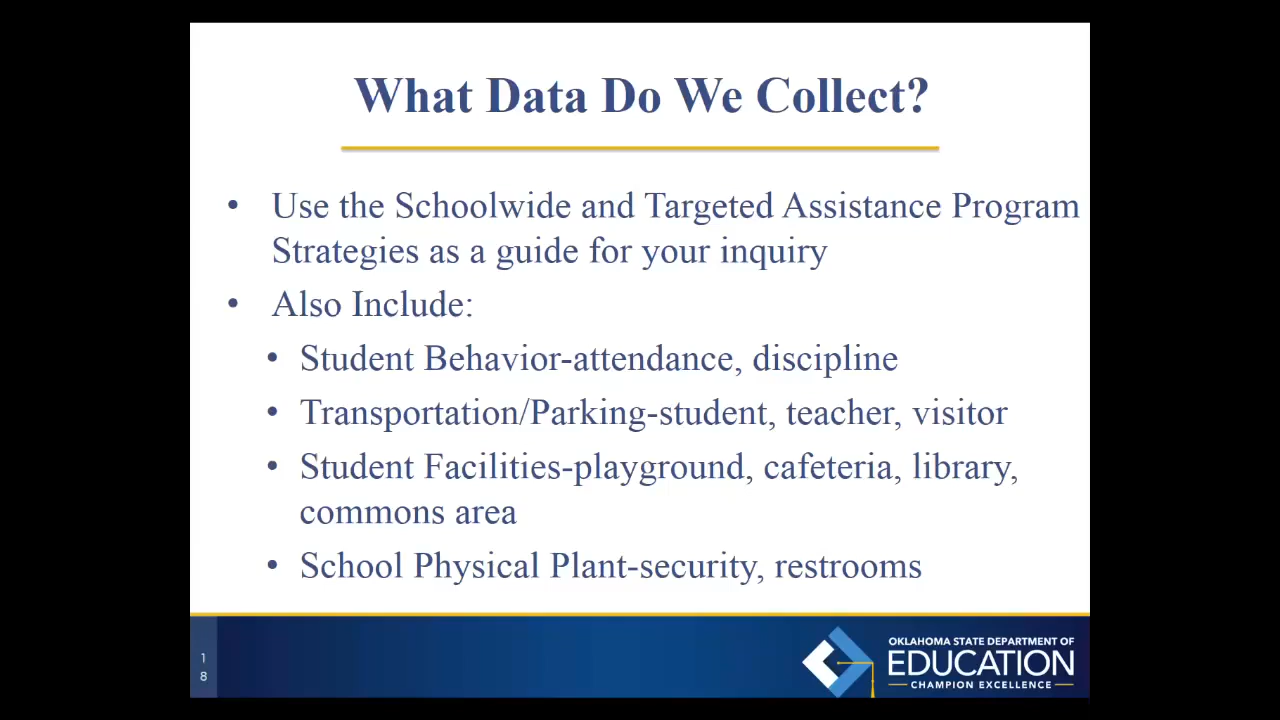 What Data Do We Collect?
• Use the Schoolwide and Targeted Assistance Program
Strategies as a guide for your inquiry
• Also Include:
• Student Behavior-attendance, discipline
• Transportation/Parking-student, teacher, visitor
• Student Facilities-playground, cafeteria, library,
commons area
• School Physical Plant-security, restrooms
1
8
OKLAHOMA STATE DEPARTMENT OF
EDUCATION
CHAMPION EXCELLENCE